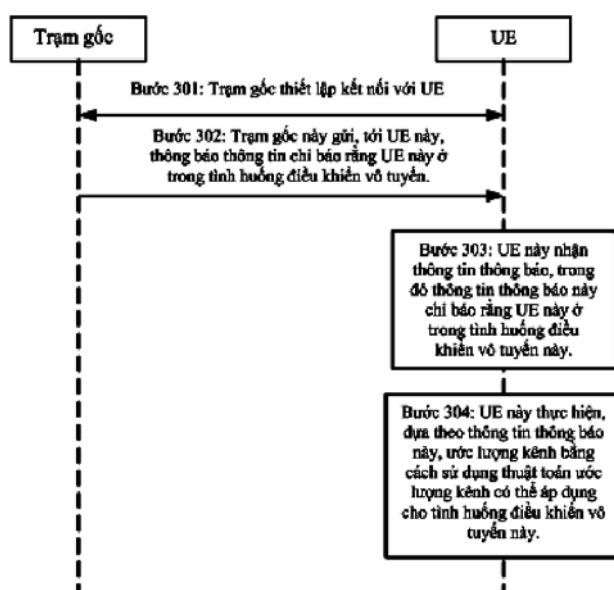 Trạm gốc
UE
Bước 301: Trạm gốc thiết lập kết nối với UE
Bước 302: Trạm gốc này gửi, tới UE này,
thông báo thông tin chỉ báo rằng UE này ở
trong tình huống điều khiển vô tuyến.
Bước 303: UE này nhận
thông tin thông báo, trong
đó thông tin thông báo này
chỉ báo rằng UE này ở
trong tình huống điều
khiển vô tuyến này.
Bước 304: UE này thực hiện,
dựa theo thông tin thông báo
này, ước lượng kênh bằng
cách sử dụng thuật toán ước
lượng kênh có thể áp dụng
cho tình huống điều khiển vô
tuyến này.